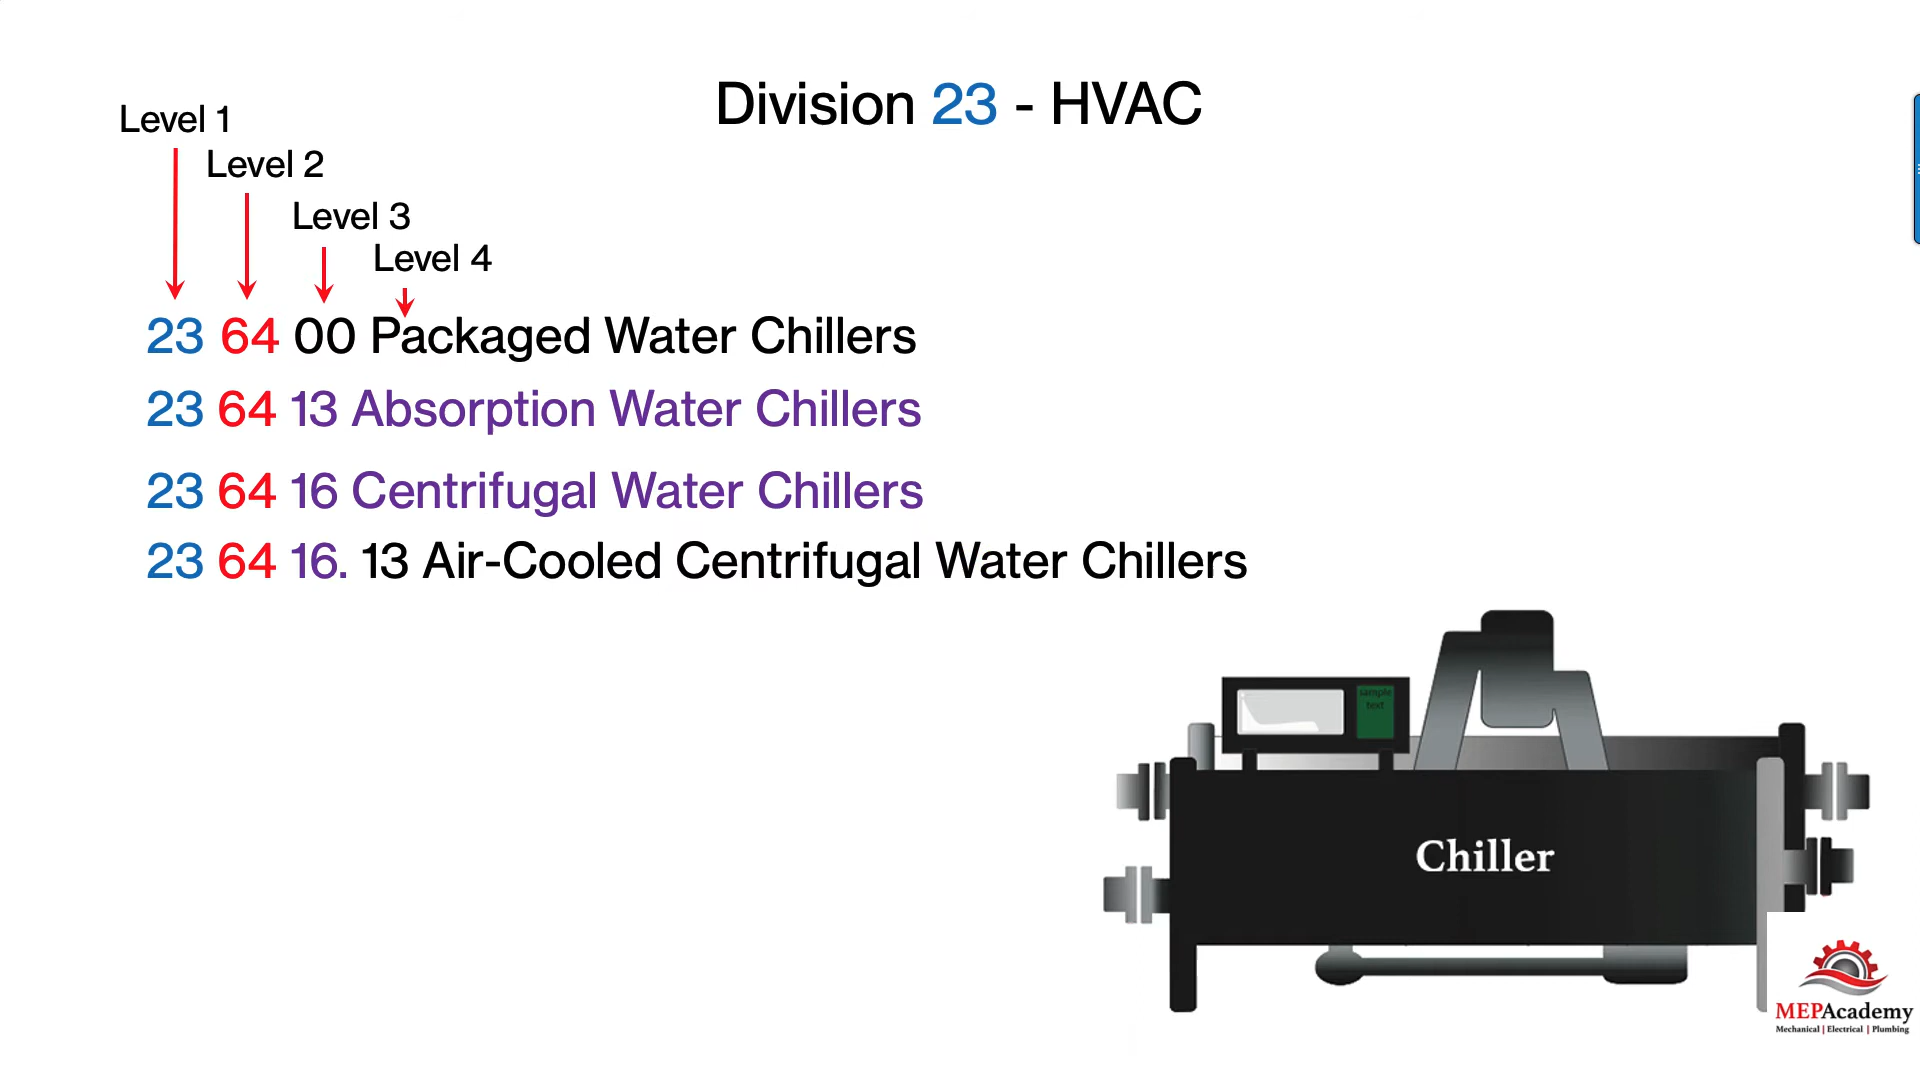 Division 23 - HVAC
Level 1
Level 2
Level 3
Level 4
23 64 00 Packaged Water Chillers
23 64 13 Absorption Water Chillers
23 64 16 Centrifugal Water Chillers
23 64 16. 13 Air-Cooled Centrifugal Water Chillers
sample
text
Chiller
MEPAcademy
Mechanical | Electrical | Plumbing